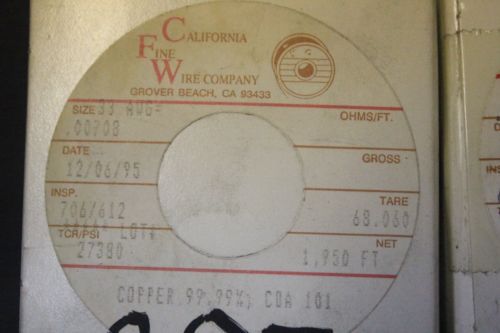 CALIFORNIA
FINE
WIRE COMPANY
GROVER BEACH, CA 93433
SIZE 33 AWG= OHMS/FT.
.00708
DATE GROSS
12/06/95
INSP. TARE
706/612 68.060
TCR/PSI LOT#
27380 NET
1,950 FT
COPPER 99.99%; COA 101